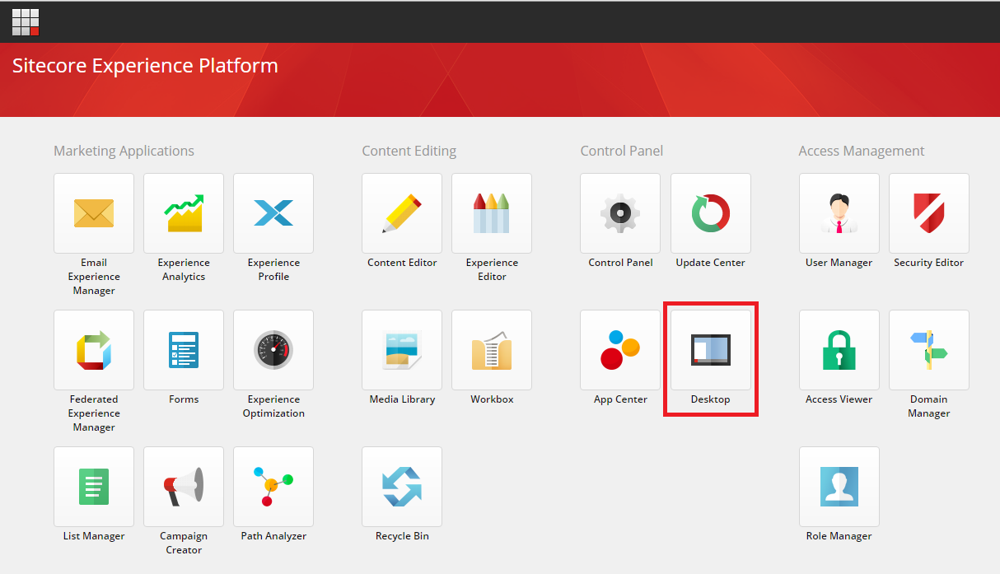 Sitecore Experience Platform
Marketing Applications
Email
Experience
Manager
Experience
Analytics
Experience
Profile
Federated
Experience
Manager
Forms
Experience
Optimization
List Manager
Campaign
Creator
Path Analyzer
Content Editing
Content Editor
Experience
Editor
Media Library
Workbox
Recycle Bin
Control Panel
Control Panel
Update Center
App Center
Desktop
Access Management
User Manager
Security Editor
Access Viewer
Domain
Manager
Role Manager